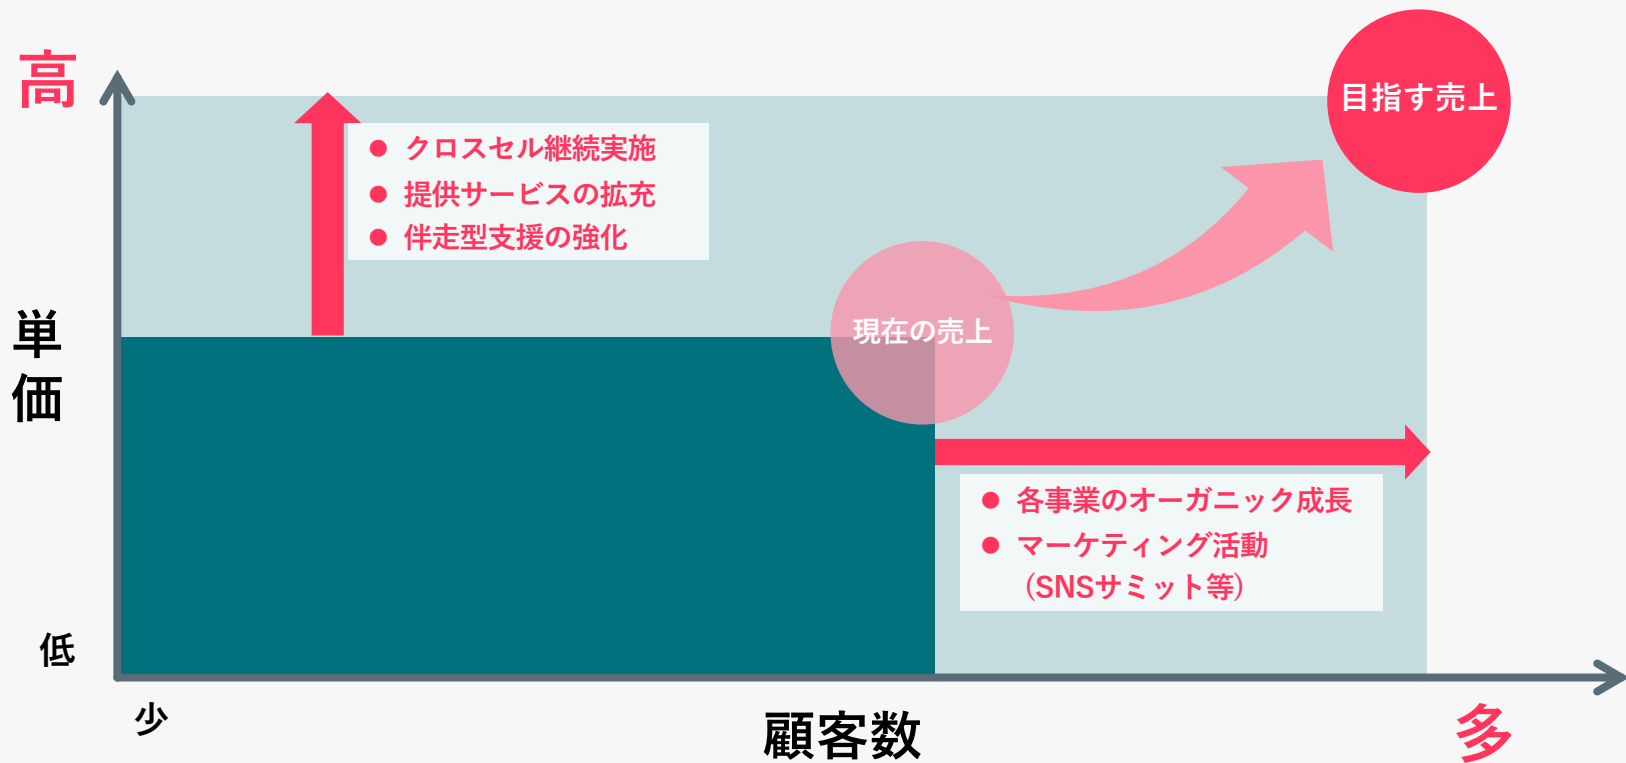 高
目指す売上
● クロスセル継続実施
● 提供サービスの拡充
● 伴走型支援の強化
単価
現在の売上
● 各事業のオーガニック成長
● マーケティング活動
(SNSサミット等)
低
少
顧客数
多